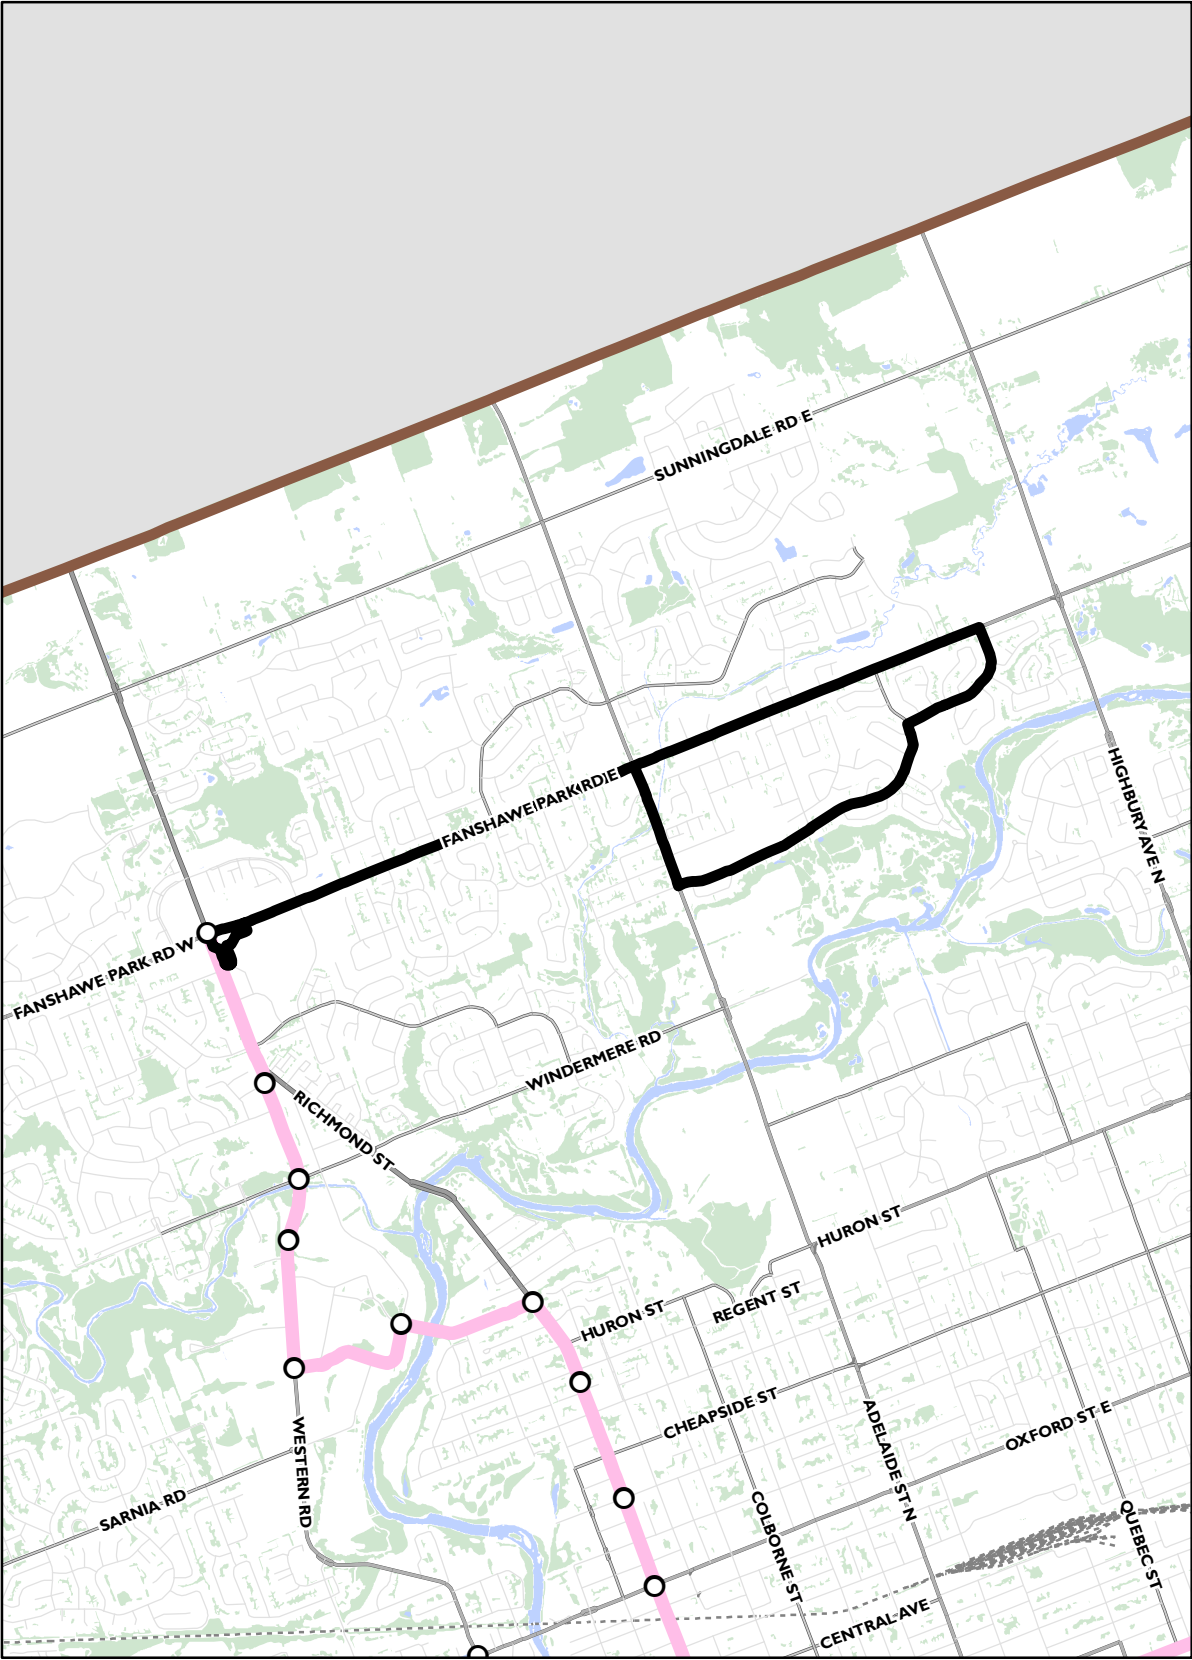 SUNNINGDALE RD E
FANSHAWE PARK RD E
HIGHBURY AVE N
FANSHAWE PARK RD W
WINDERMERE RD
RICHMOND ST
HURON ST
REGENT ST
HURON ST
CHEAPSIDE ST
ADELAIDE ST N
OXFORD ST E
WESTERN RD
SARNIA RD
COLBORNE ST
QUEBEC ST
CENTRAL AVE